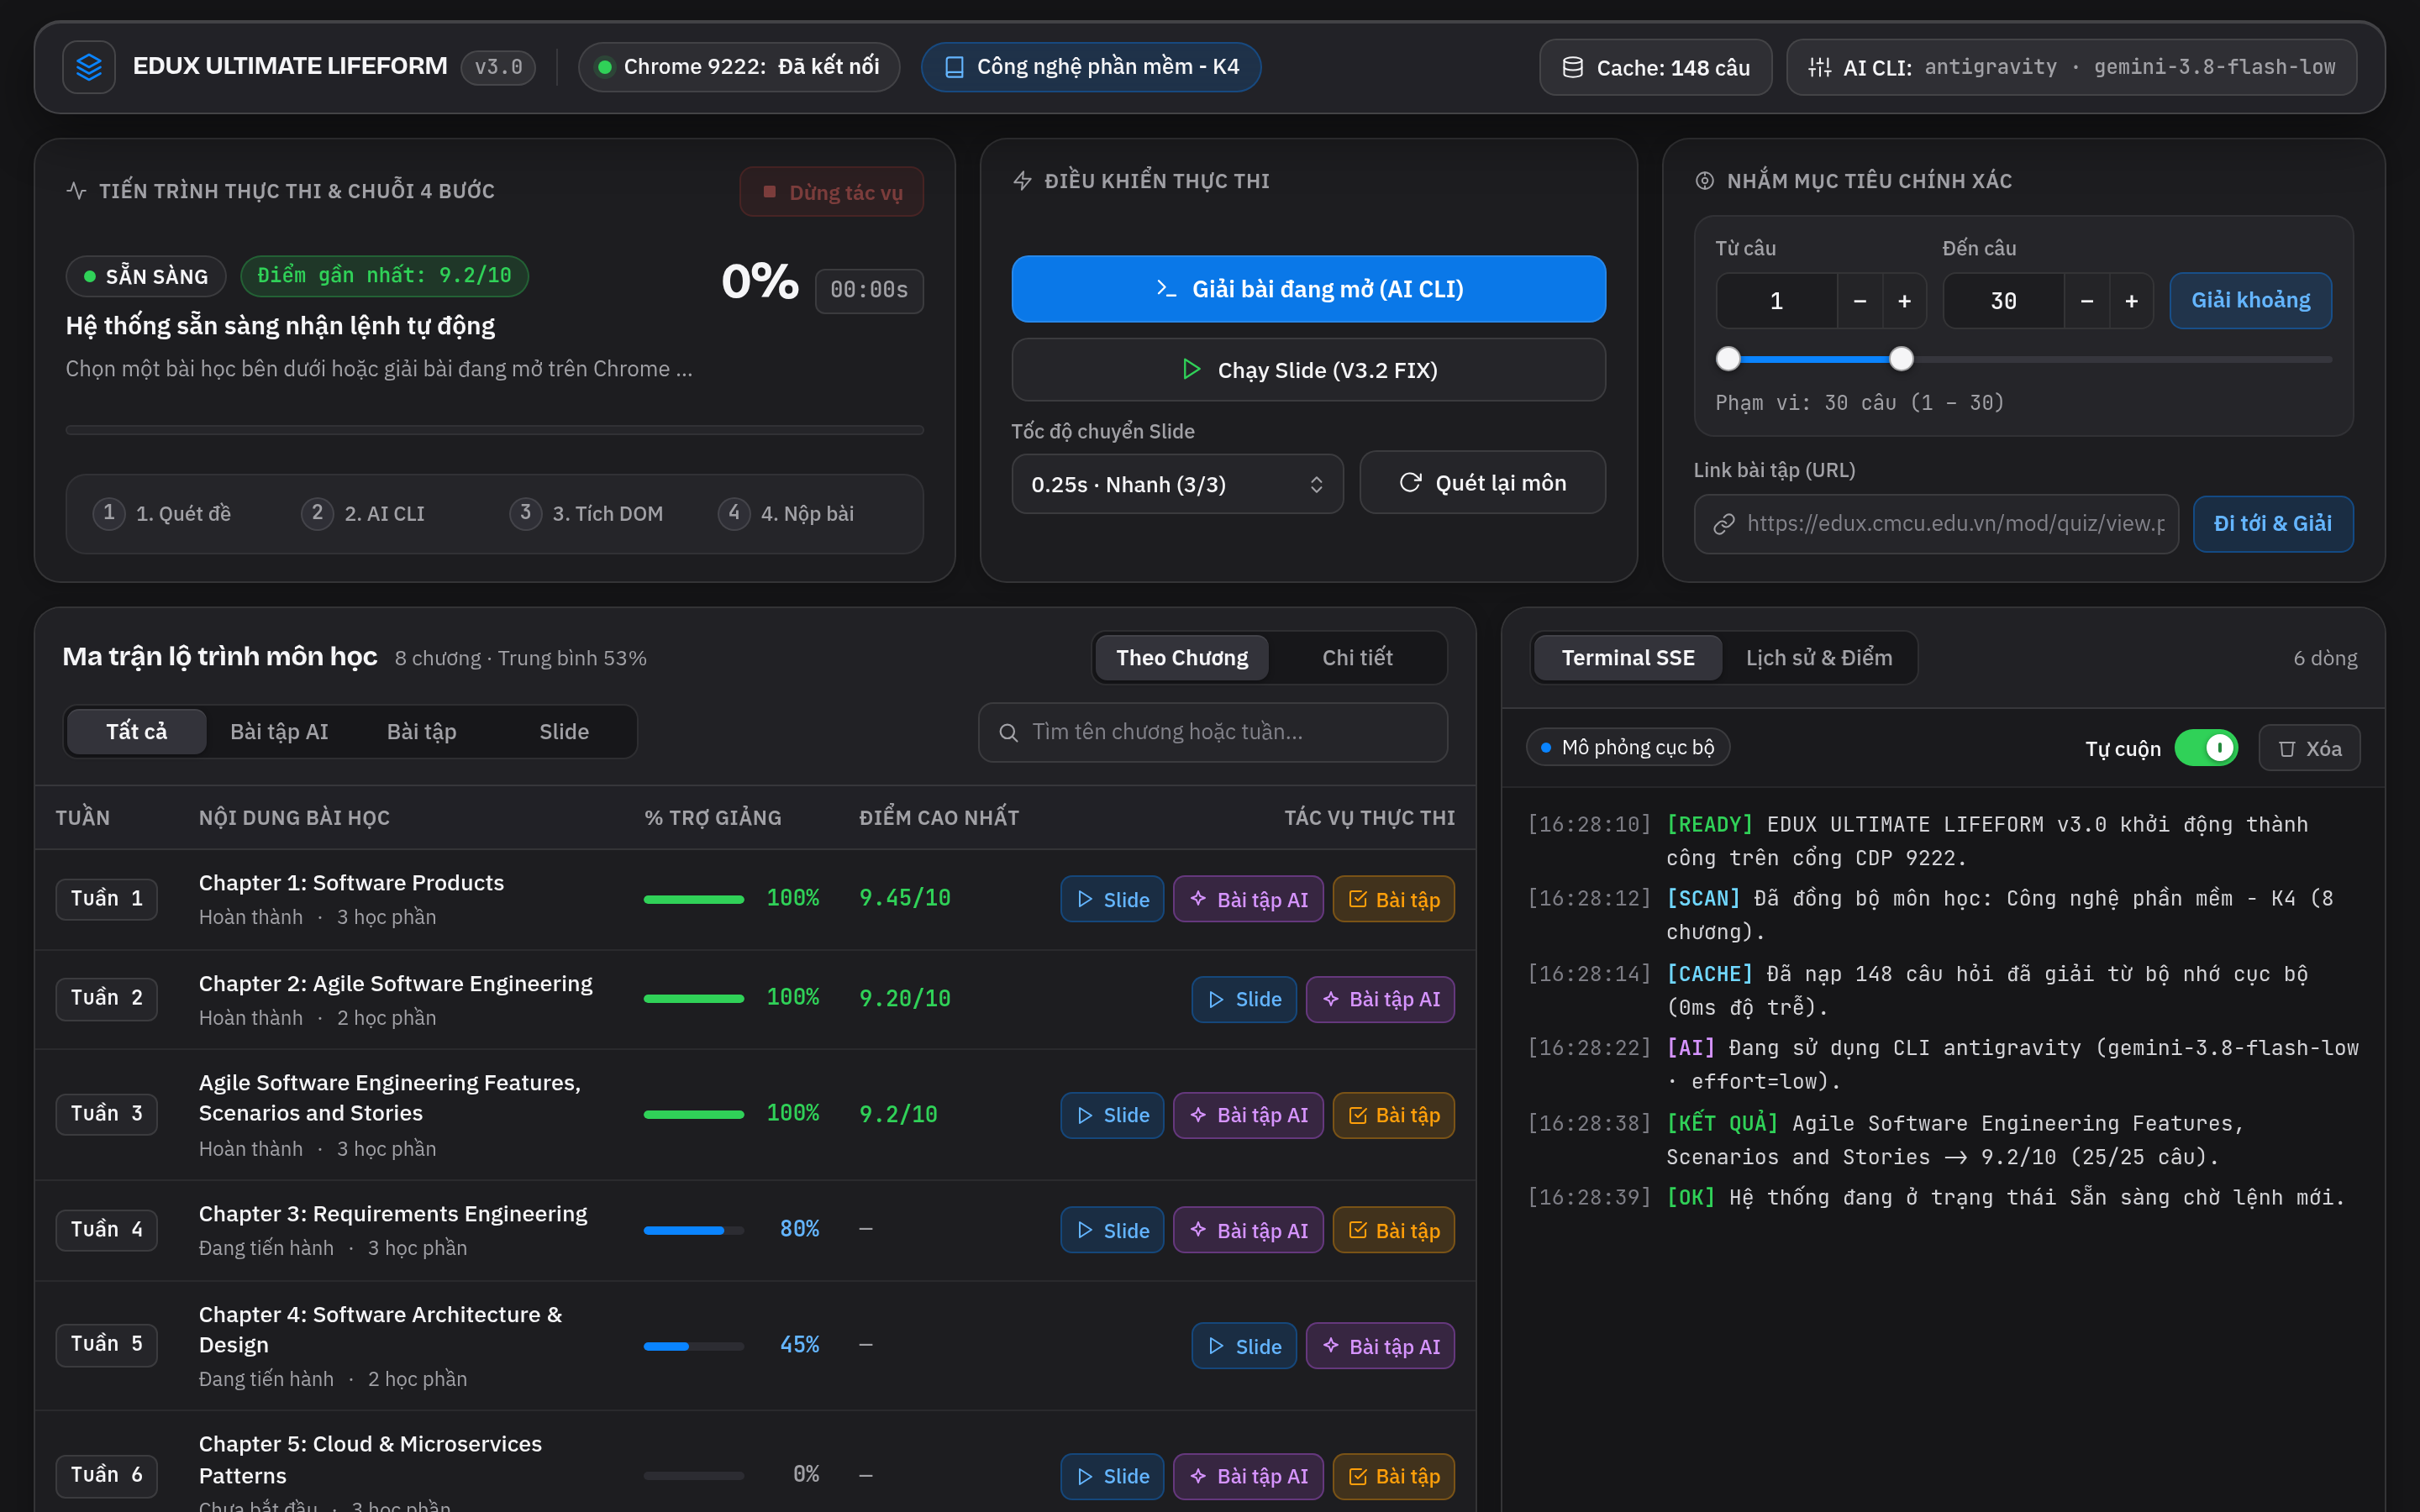 EDUX ULTIMATE LIFEFORM v3.0 Chrome 9222: Đã kết nối Công nghệ phần mềm - K4 Cache: 148 câu AI CLI: antigravity · gemini-3.8-flash-low
TIẾN TRÌNH THỰC THI & CHUỖI 4 BƯỚC
Dừng tác vụ
SẴN SÀNG Điểm gần nhất: 9.2/10
0% 00:00s
Hệ thống sẵn sàng nhận lệnh tự động
Chọn một bài học bên dưới hoặc giải bài đang mở trên Chrome ...
1 1. Quét đề 2 2. AI CLI 3 3. Tích DOM 4 4. Nộp bài
ĐIỀU KHIỂN THỰC THI
Giải bài đang mở (AI CLI)
Chạy Slide (V3.2 FIX)
Tốc độ chuyển Slide
0.25s · Nhanh (3/3) Quét lại môn
NHẮM MỤC TIÊU CHÍNH XÁC
Từ câu Đến câu
1 − + 30 − + Giải khoảng
Phạm vi: 30 câu (1 – 30)
Link bài tập (URL)
https://edux.cmcu.edu.vn/mod/quiz/view.p Đi tới & Giải
Ma trận lộ trình môn học 8 chương · Trung bình 53% Theo Chương Chi tiết
Tất cả Bài tập AI Bài tập Slide Tìm tên chương hoặc tuần...
TUẦN NỘI DUNG BÀI HỌC % TRỢ GIẢNG ĐIỂM CAO NHẤT TÁC VỤ THỰC THI
Tuần 1 Chapter 1: Software Products 100% 9.45/10 Slide Bài tập AI Bài tập
Hoàn thành · 3 học phần
Tuần 2 Chapter 2: Agile Software Engineering 100% 9.20/10 Slide Bài tập AI
Hoàn thành · 2 học phần
Tuần 3 Agile Software Engineering Features, 100% 9.2/10 Slide Bài tập AI Bài tập
Scenarios and Stories
Hoàn thành · 3 học phần
Tuần 4 Chapter 3: Requirements Engineering 80% — Slide Bài tập AI Bài tập
Đang tiến hành · 3 học phần
Tuần 5 Chapter 4: Software Architecture & 45% — Slide Bài tập AI
Design
Đang tiến hành · 2 học phần
Tuần 6 Chapter 5: Cloud & Microservices 0% — Slide Bài tập AI Bài tập
Patterns
Chưa bắt đầu · 3 học phần
Terminal SSE Lịch sử & Điểm 6 dòng
Mô phỏng cục bộ Tự cuộn Xóa
[16:28:10] [READY] EDUX ULTIMATE LIFEFORM v3.0 khởi động thành
công trên cổng CDP 9222.
[16:28:12] [SCAN] Đã đồng bộ môn học: Công nghệ phần mềm - K4 (8
chương).
[16:28:14] [CACHE] Đã nạp 148 câu hỏi đã giải từ bộ nhớ cục bộ
(0ms độ trễ).
[16:28:22] [AI] Đang sử dụng CLI antigravity (gemini-3.8-flash-low
· effort=low).
[16:28:38] [KẾT QUẢ] Agile Software Engineering Features,
Scenarios and Stories → 9.2/10 (25/25 câu).
[16:28:39] [OK] Hệ thống đang ở trạng thái Sẵn sàng chờ lệnh mới.